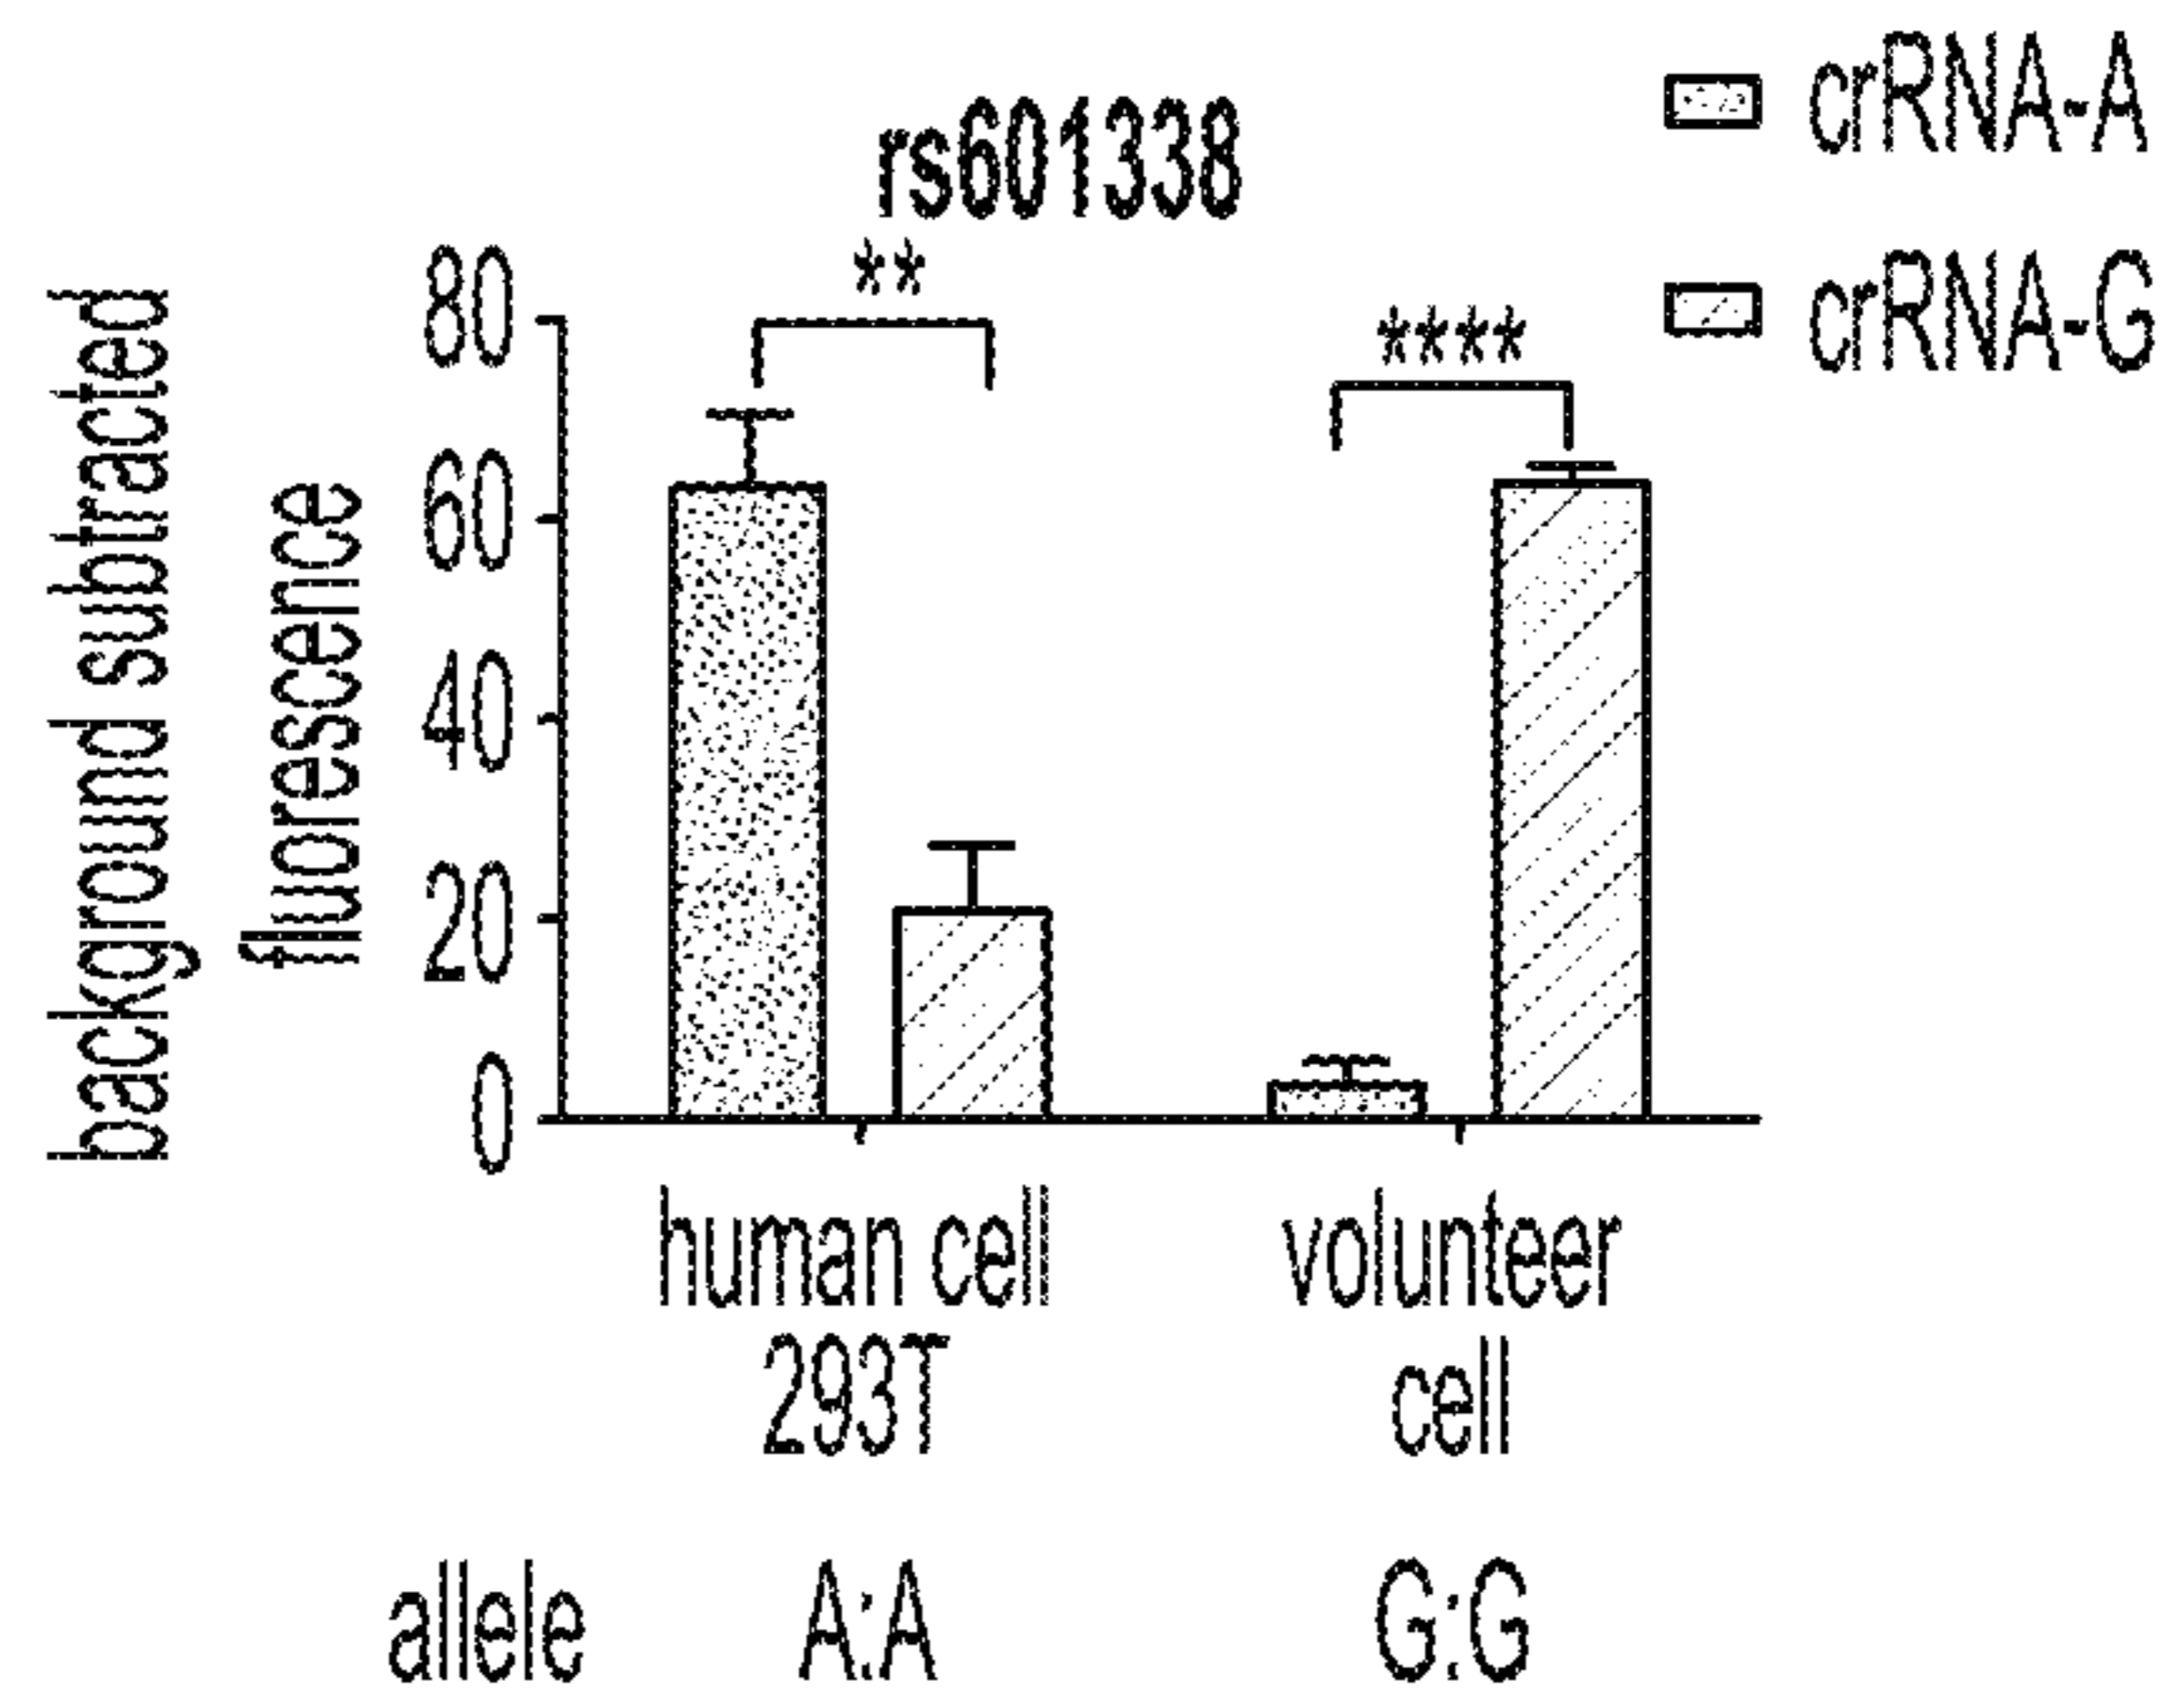 crRNA-A
crRNA-G
rs601338
**
****
background subtracted
fluorescence
80
60
40
20
0
human cell
293T
volunteer
cell
allele A:A G:G